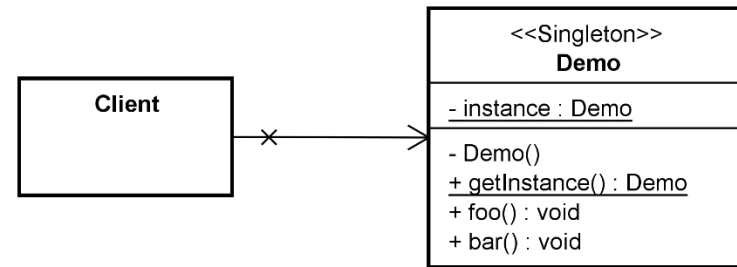 Client
<<Singleton>>
Demo
- instance : Demo
- Demo()
+ getInstance() : Demo
+ foo() : void
+ bar() : void